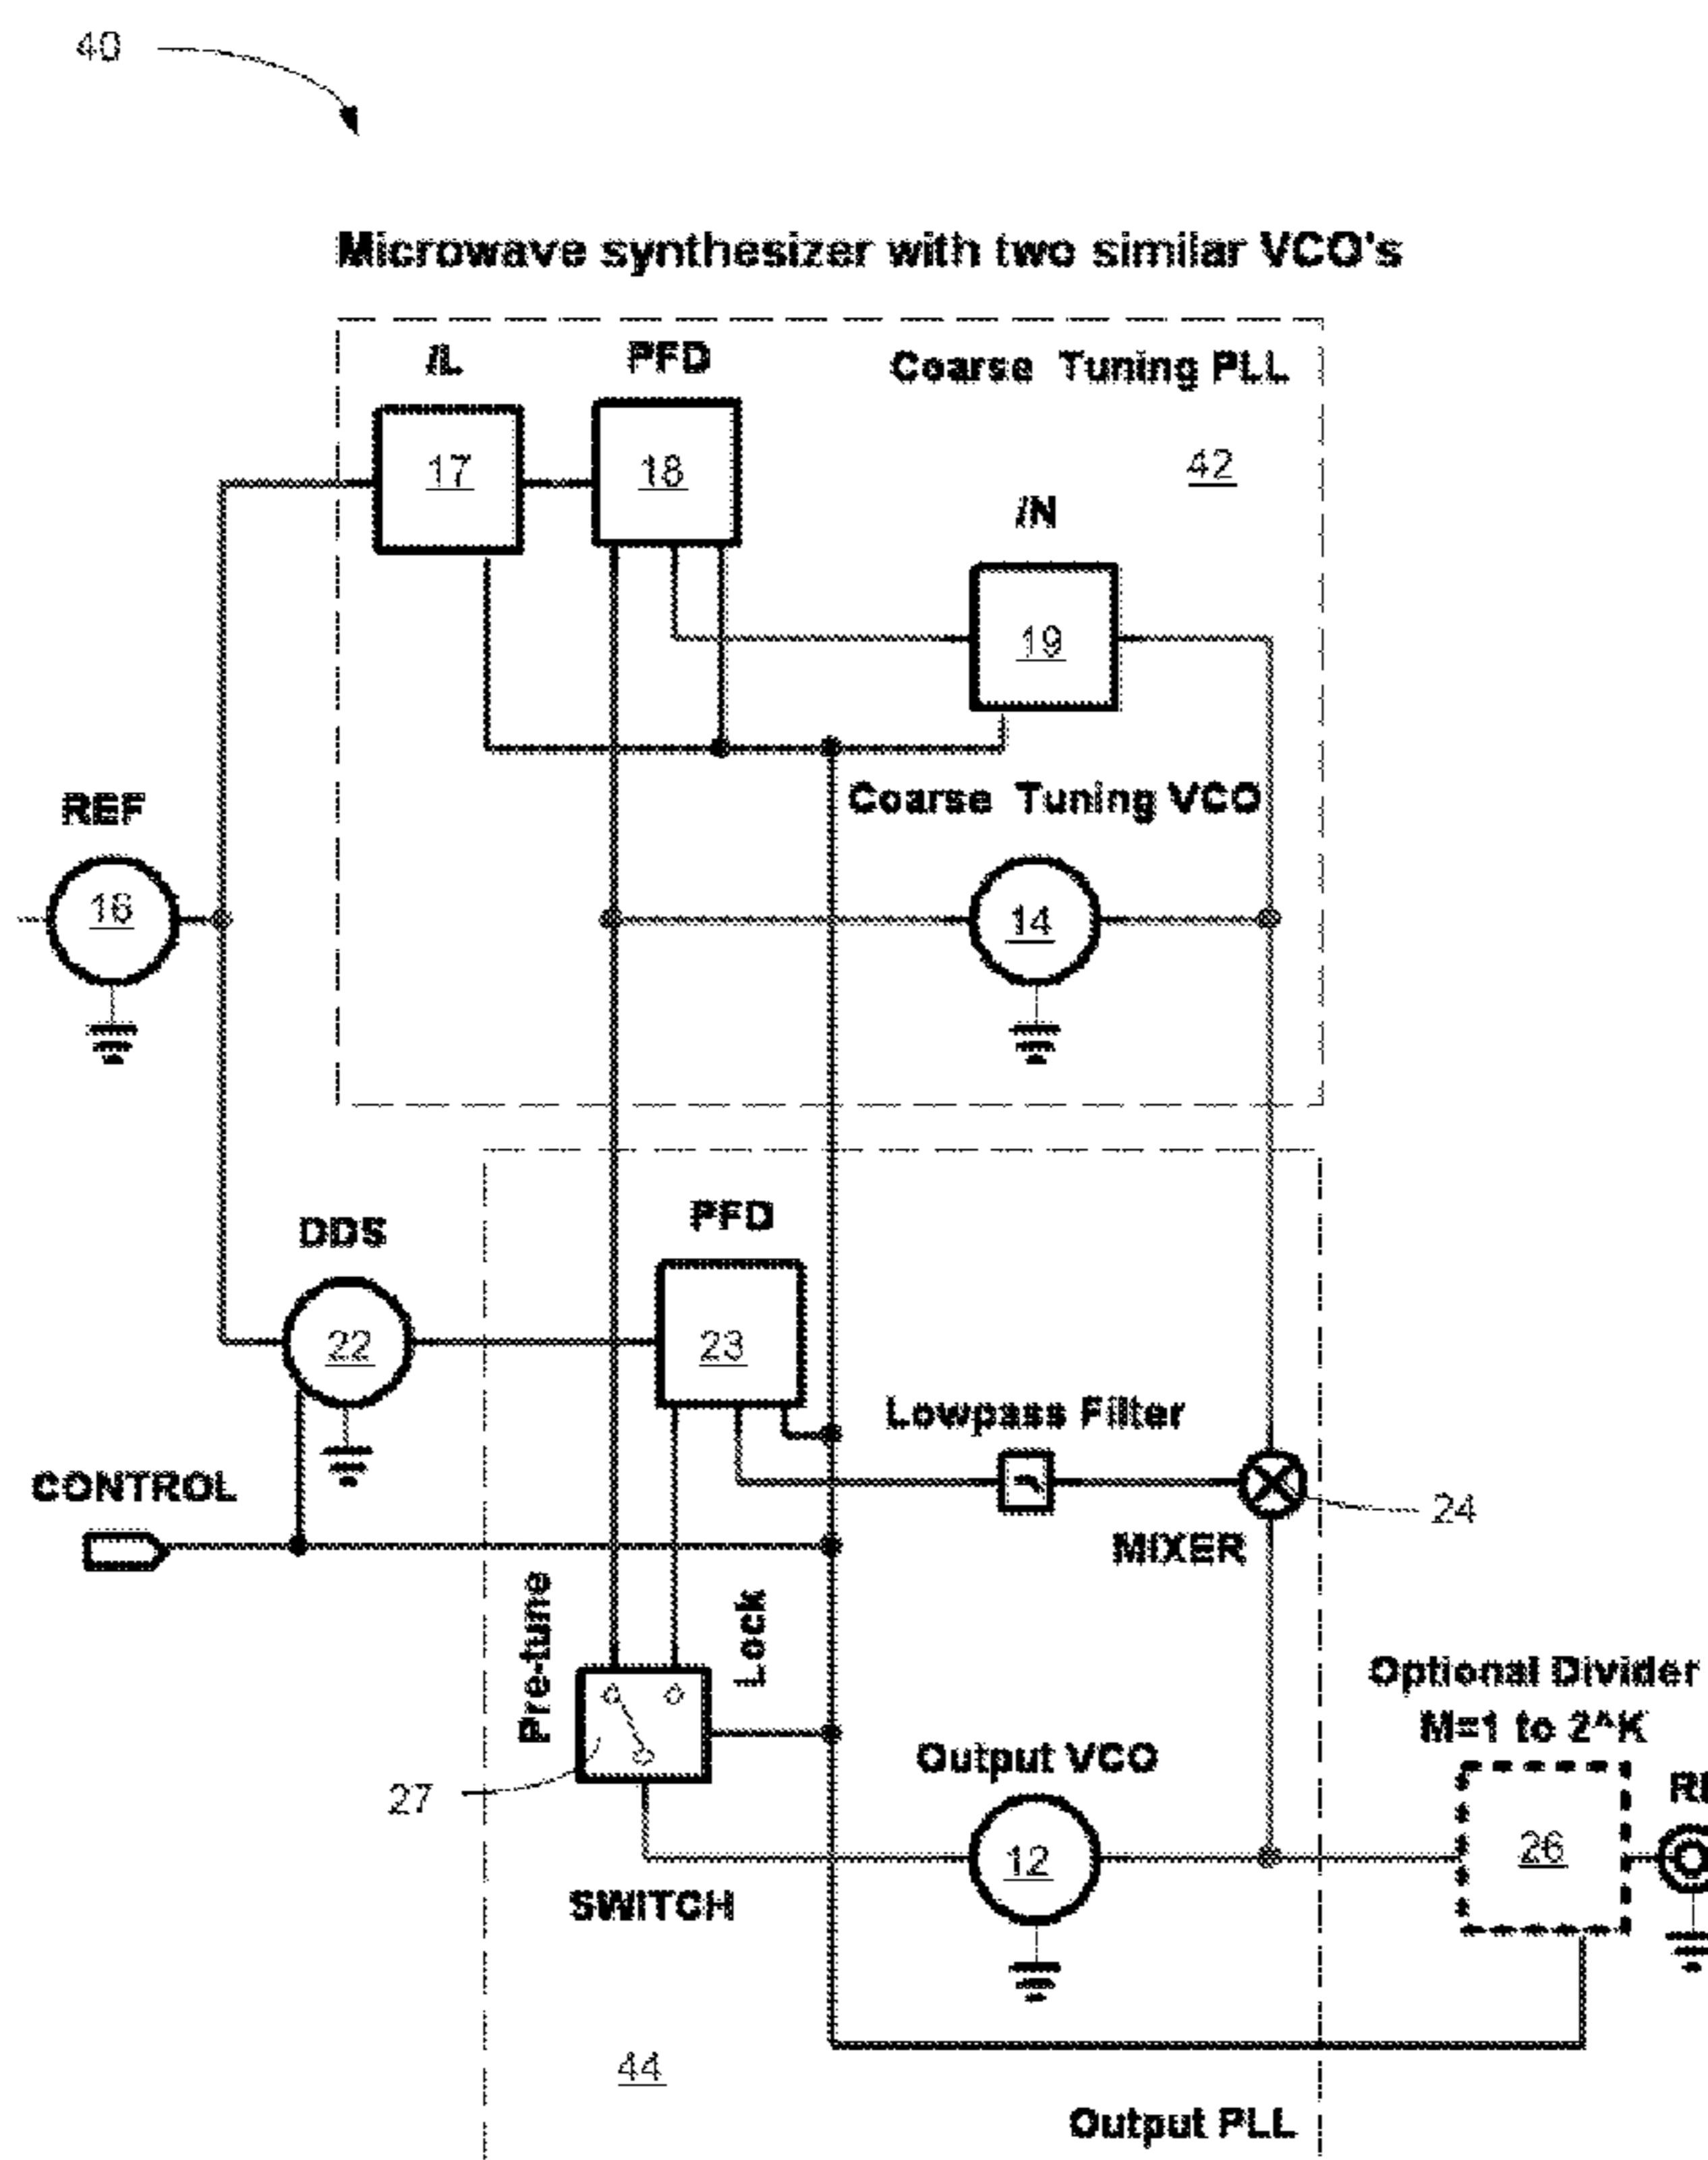 40
Microwave synthesizer with two similar VCO's
/L
PFD
Coarse Tuning PLL
17
18
42
/N
19
REF
Coarse Tuning VCO
16
14
PFD
DDS
22
23
Lowpass Filter
CONTROL
24
MIXER
Pre-tune
Lock
Optional Divider
M=1 to 2^K
Output VCO
27
26
12
SWITCH
44
Output PLL